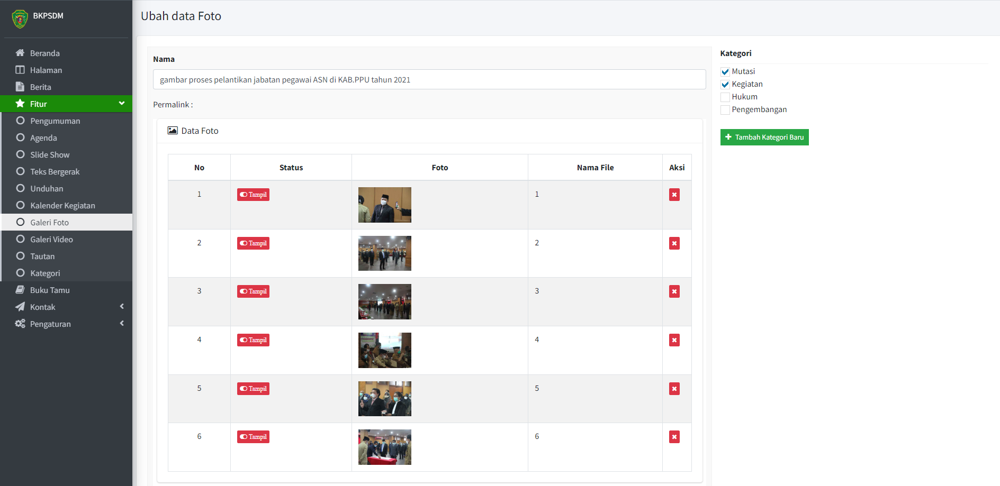 BKPSDM
Beranda
Halaman
Berita
Fitur
Pengumuman
Agenda
Slide Show
Teks Bergerak
Unduhan
Kalender Kegiatan
Galeri Foto
Galeri Video
Tautan
Kategori
Buku Tamu
Kontak
Pengaturan
Ubah data Foto
Nama
gambar proses pelantikan jabatan pegawai ASN di KAB.PPU tahun 2021
Permalink :
Data Foto
No Status Foto Nama File Aksi
1 Tampil 1
2 Tampil 2
3 Tampil 3
4 Tampil 4
5 Tampil 5
6 Tampil 6
Kategori
Mutasi
Kegiatan
Hukum
Pengembangan
Tambah Kategori Baru